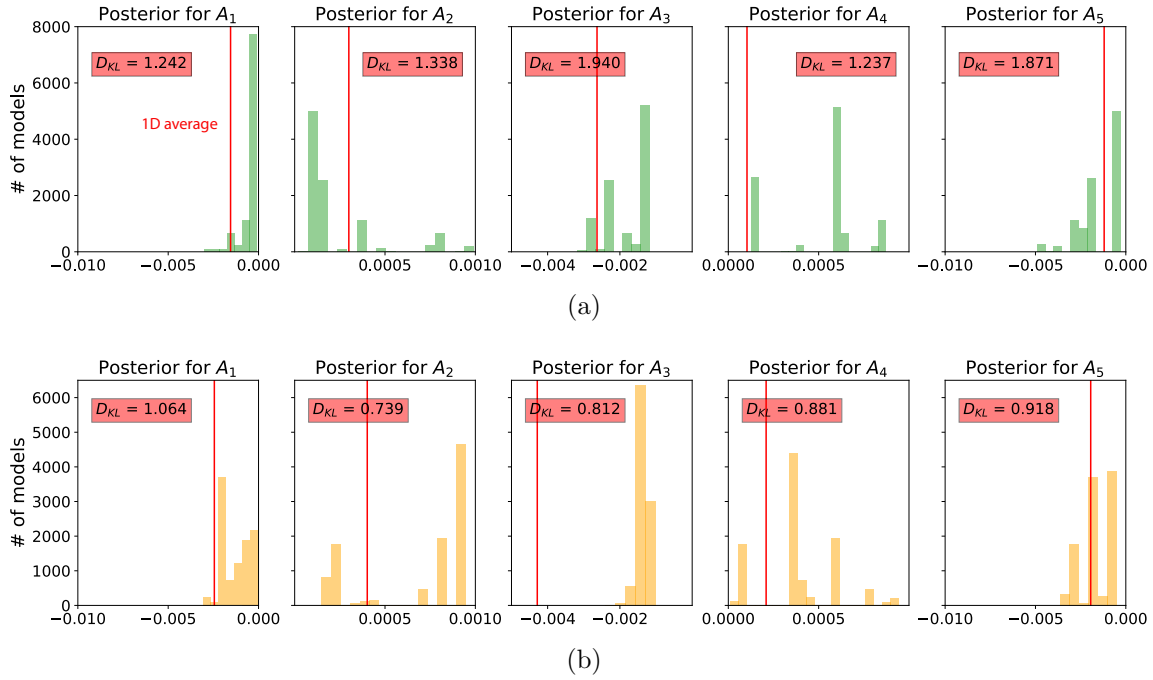 Posterior for A1 Posterior for A2 Posterior for A3 Posterior for A4 Posterior for A5
8000
DKL = 1.242 DKL = 1.338 DKL = 1.940 DKL = 1.237 DKL = 1.871
6000
1D average
4000
# of models
2000
0
−0.010 −0.005 0.000 0.0005 0.0010 −0.004 −0.002 0.0000 0.0005 −0.010 −0.005 0.000
(a)
Posterior for A1 Posterior for A2 Posterior for A3 Posterior for A4 Posterior for A5
6000
DKL = 1.064 DKL = 0.739 DKL = 0.812 DKL = 0.881 DKL = 0.918
5000
4000
# of models
3000
2000
1000
0
−0.010 −0.005 0.000 0.0005 0.0010 −0.004 −0.002 0.0000 0.0005 −0.010 −0.005 0.000
(b)